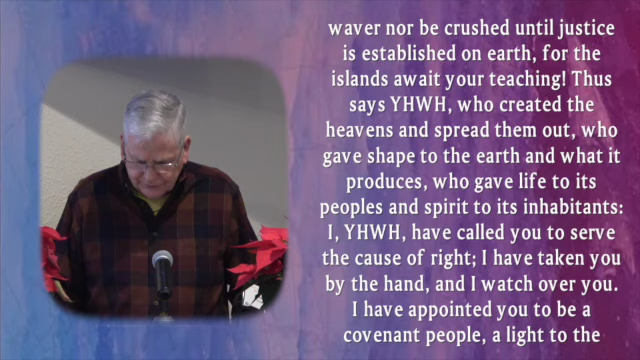 waver nor be crushed until justice
is established on earth, for the
islands await your teaching! Thus
says YHWH, who created the
heavens and spread them out, who
gave shape to the earth and what it
produces, who gave life to its
peoples and spirit to its inhabitants:
I, YHWH, have called you to serve
the cause of right; I have taken you
by the hand, and I watch over you.
I have appointed you to be a
covenant people, a light to the